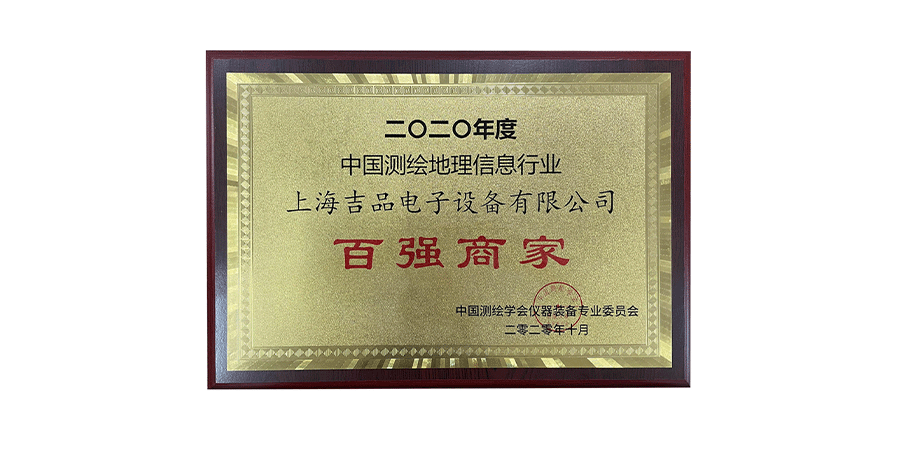 二〇二〇年度
中国测绘地理信息行业
上海吉品电子设备有限公司
百强商家
中国测绘学会仪器装备专业委员会
二零二零年十月